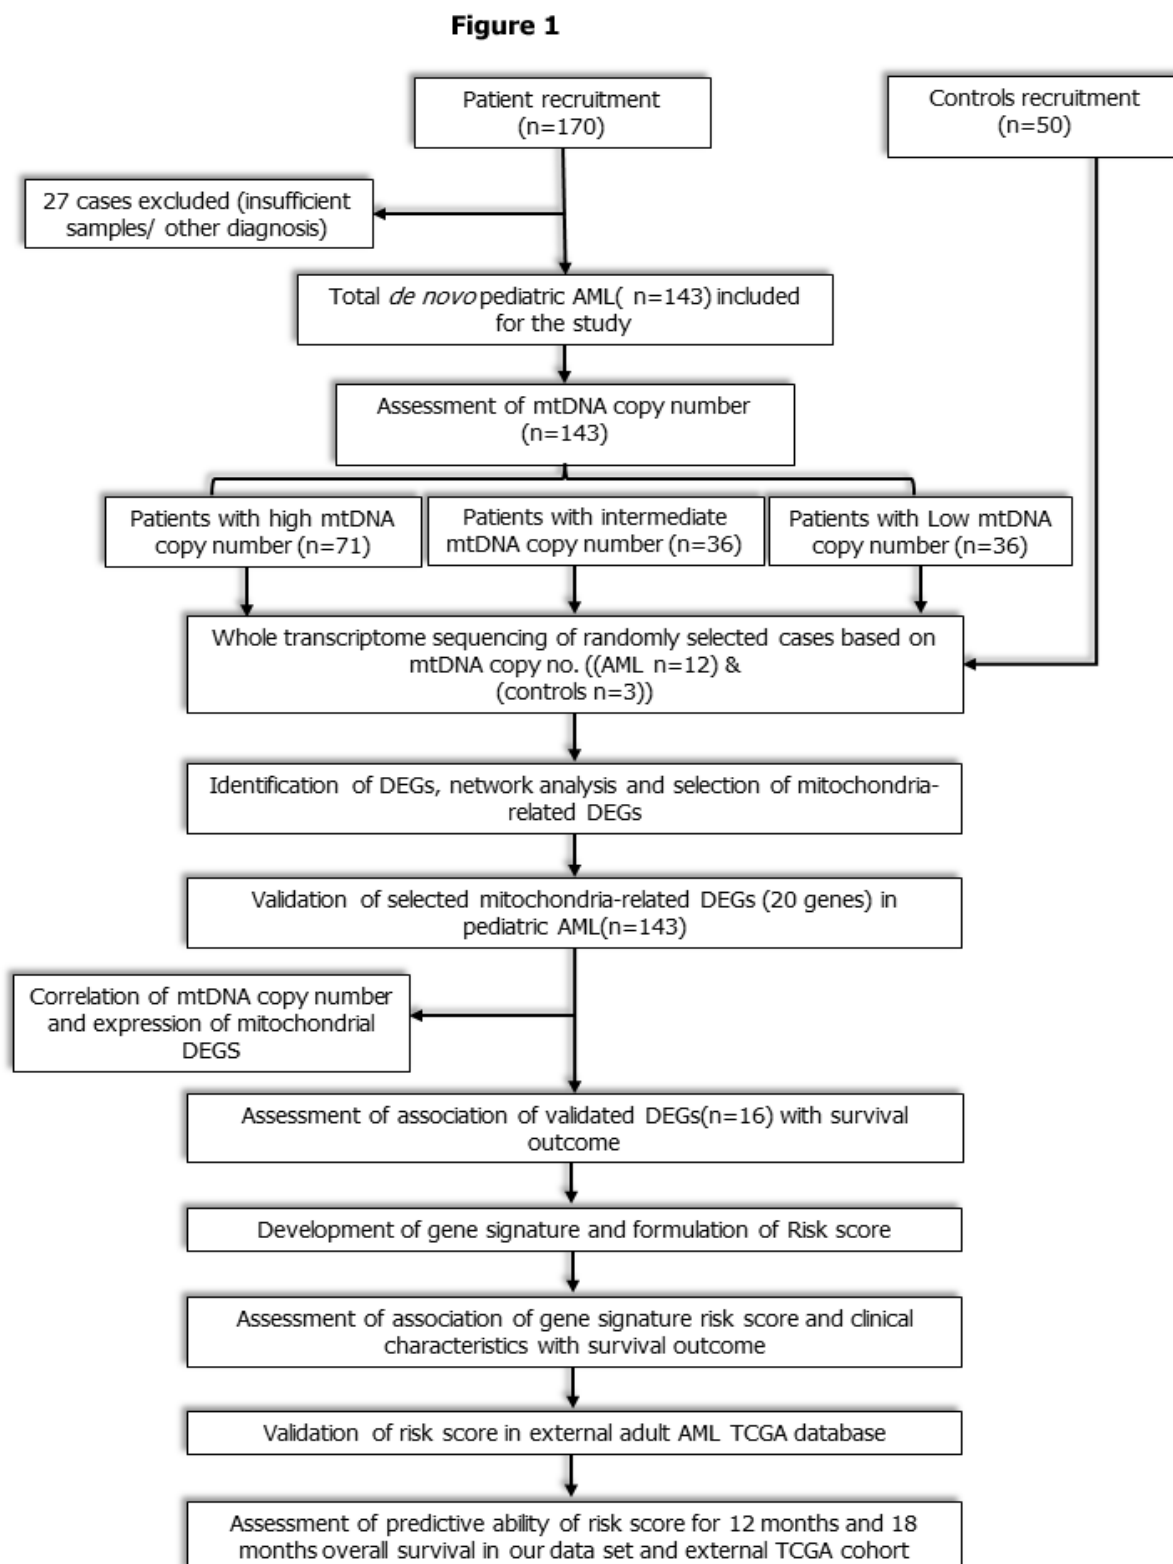 Figure 1
Patient recruitment
(n=170)
Controls recruitment
(n=50)
27 cases excluded (insufficient
samples/ other diagnosis)
Total de novo pediatric AML( n=143) included
for the study
Assessment of mtDNA copy number
(n=143)
Patients with high mtDNA
copy number (n=71)
Patients with intermediate
mtDNA copy number (n=36)
Patients with Low mtDNA
copy number (n=36)
Whole transcriptome sequencing of randomly selected cases based on
mtDNA copy no. ((AML n=12) &
(controls n=3))
Identification of DEGs, network analysis and selection of mitochondria-
related DEGs
Validation of selected mitochondria-related DEGs (20 genes) in
pediatric AML(n=143)
Correlation of mtDNA copy number
and expression of mitochondrial
DEGS
Assessment of association of validated DEGs(n=16) with survival
outcome
Development of gene signature and formulation of Risk score
Assessment of association of gene signature risk score and clinical
characteristics with survival outcome
Validation of risk score in external adult AML TCGA database
Assessment of predictive ability of risk score for 12 months and 18
months overall survival in our data set and external TCGA cohort